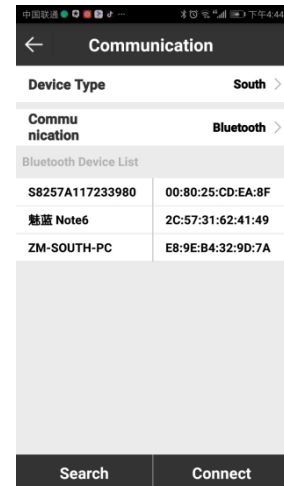 中国联通 下午4:44
Communication
Device Type South
Commu
nication Bluetooth
Bluetooth Device List
S8257A117233980 00:80:25:CD:EA:8F
魅蓝 Note6 2C:57:31:62:41:49
ZM-SOUTH-PC E8:9E:B4:32:9D:7A
Search Connect